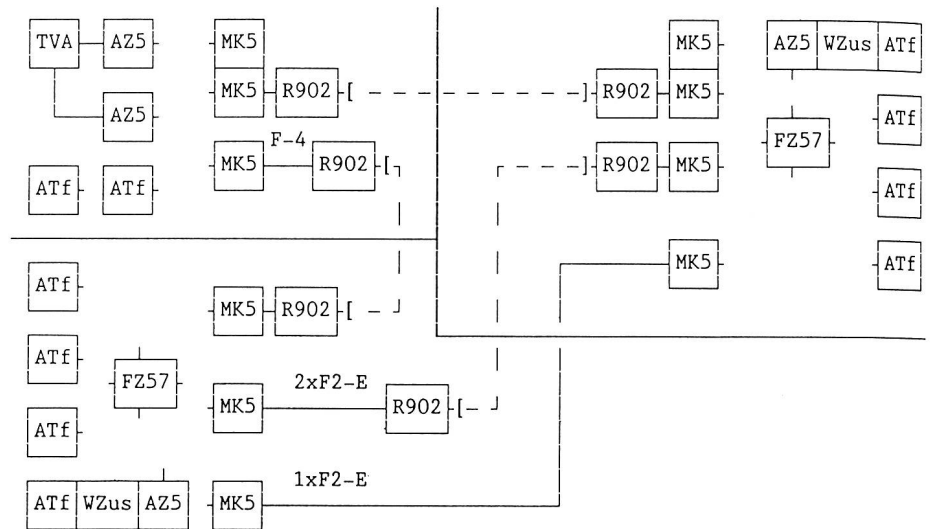 TVA AZ5 MK5
MK5 R902
AZ5
F-4
MK5 R902
ATf ATf
MK5 AZ5 WZus ATf
R902 MK5
ATf
FZ57
R902 MK5
ATf
MK5 ATf
ATf
MK5 R902
ATf
FZ57
2xF2-E
MK5 R902
ATf
1xF2-E
ATf WZus AZ5 MK5